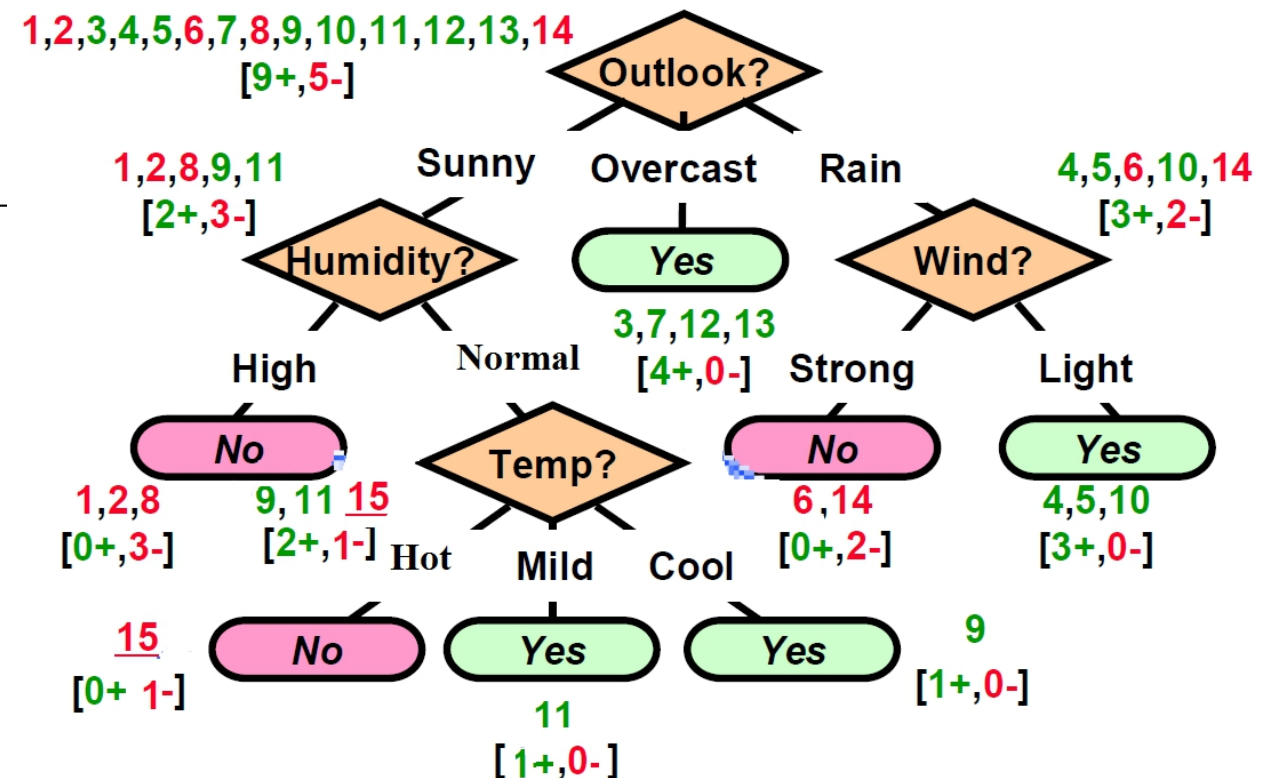 1,2,3,4,5,6,7,8,9,10,11,12,13,14
[9+,5-]
Outlook?
Sunny
Overcast
Rain
1,2,8,9,11
[2+,3-]
4,5,6,10,14
[3+,2-]
Humidity?
Yes
Wind?
3,7,12,13
[4+,0-]
High
Normal
Strong
Light
No
Temp?
No
Yes
1,2,8
[0+,3-]
9,11 15
[2+,1-]
6,14
[0+,2-]
4,5,10
[3+,0-]
Hot
Mild
Cool
15
[0+ 1-]
No
Yes
Yes
9
[1+,0-]
11
[1+,0-]